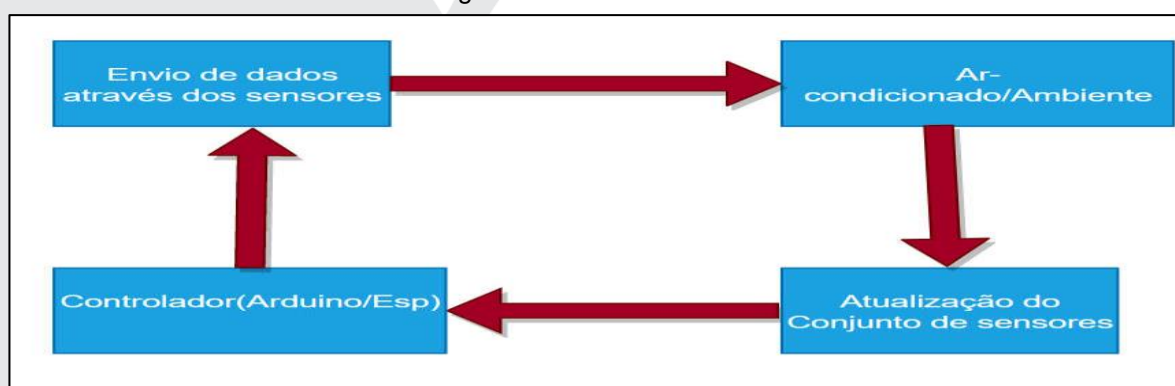 Envio de dados
através dos sensores
Ar-
condicionado/Ambiente
Controlador(Arduino/Esp)
Atualização do
Conjunto de sensores